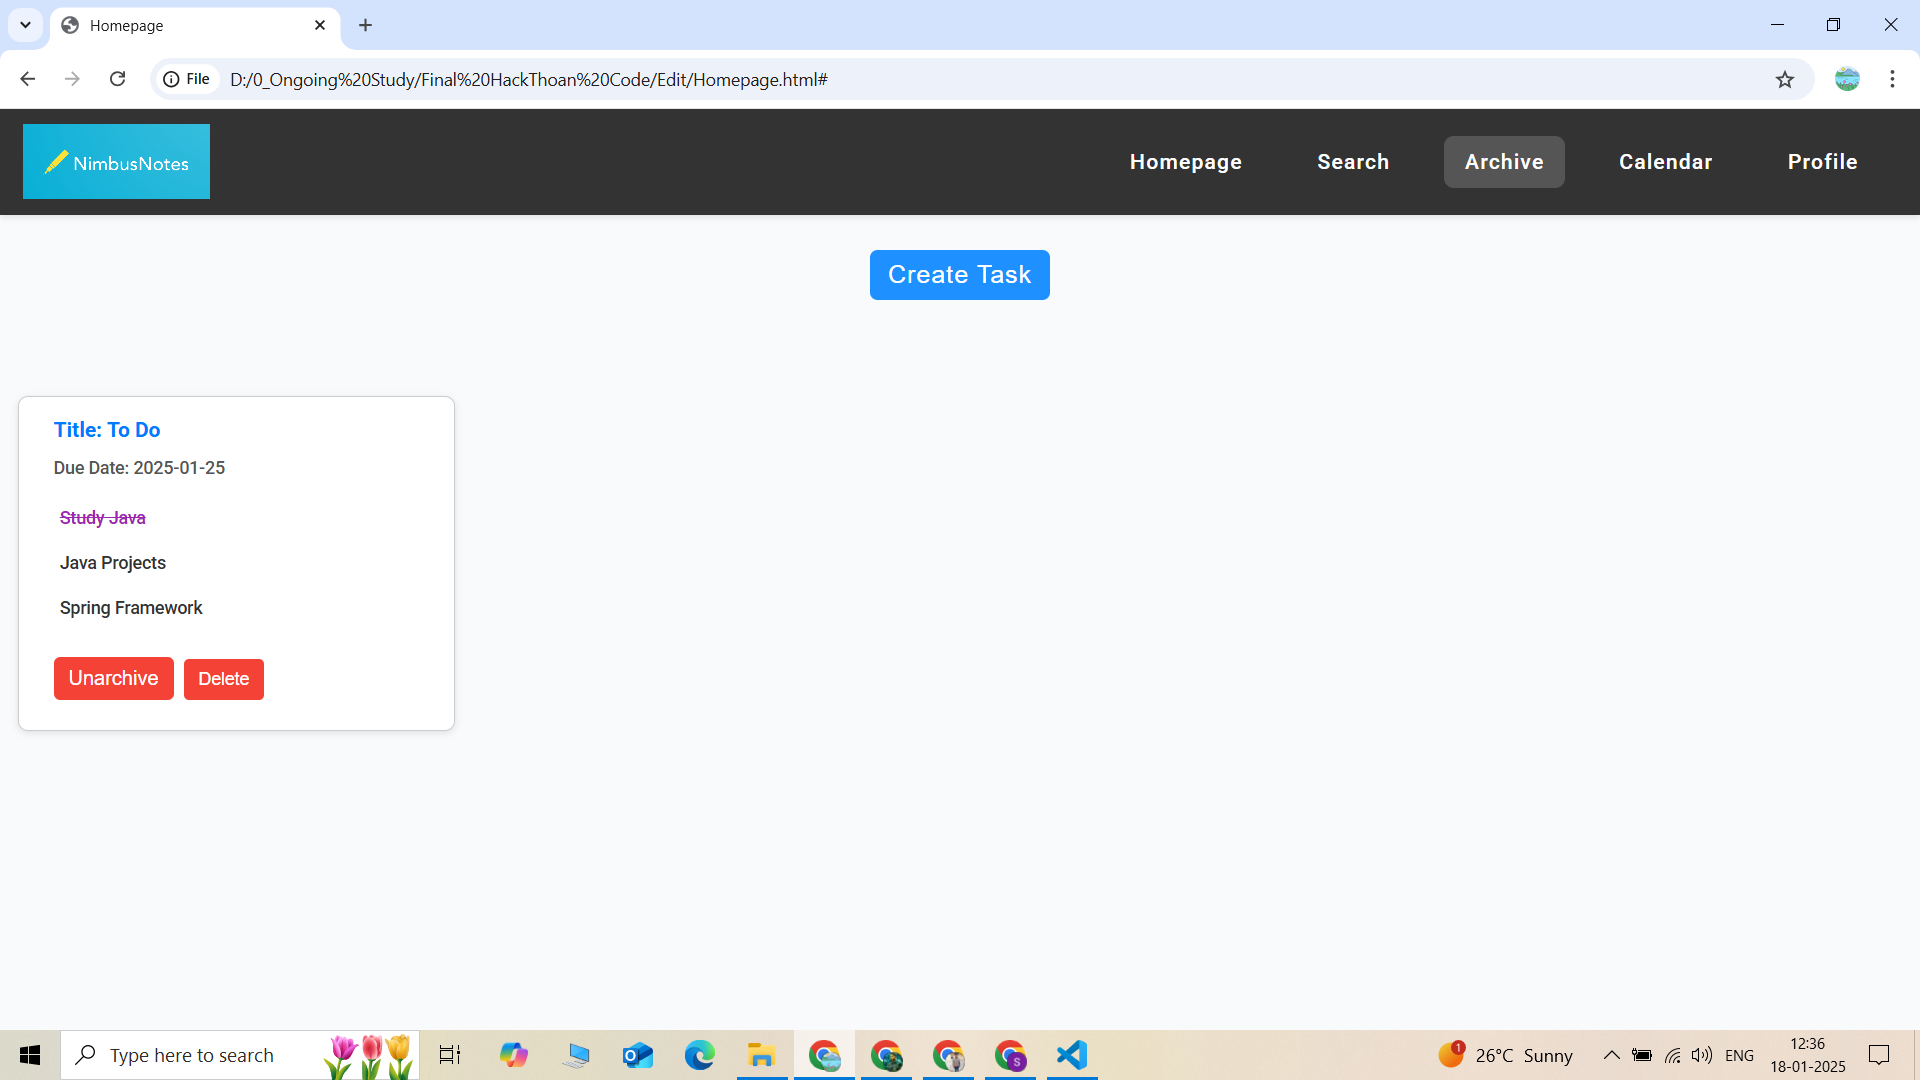 Homepage
File
D:/0_Ongoing%20Study/Final%20HackThoan%20Code/Edit/Homepage.html#
NimbusNotes
Homepage Search Archive Calendar Profile
Create Task
Title: To Do
Due Date: 2025-01-25
Study Java
Java Projects
Spring Framework
Unarchive Delete
Type here to search
S
1
26°C Sunny
ENG
12:36
18-01-2025